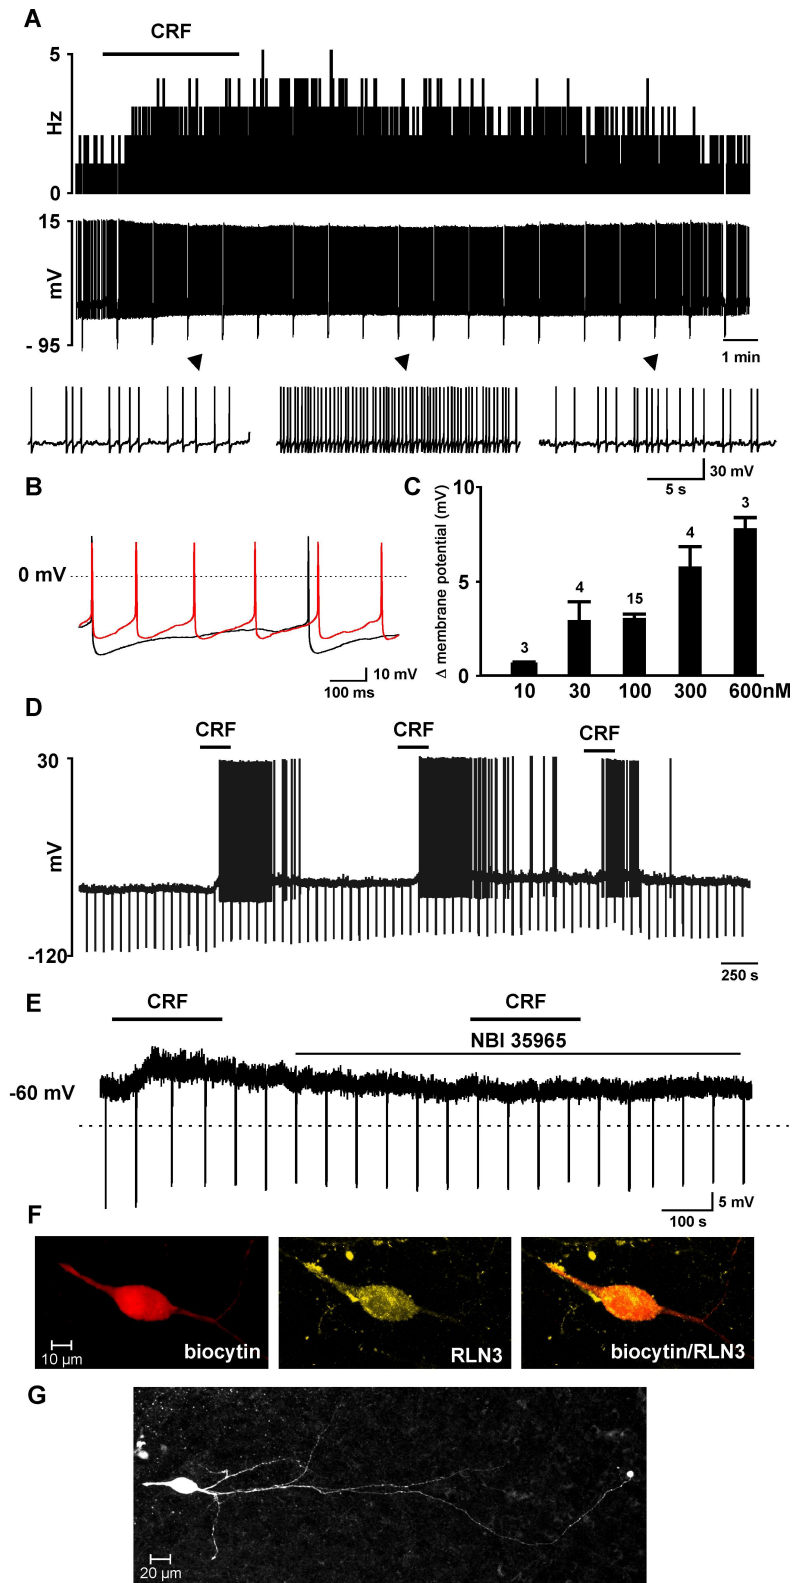 A
CRF
5
Hz
0
15
mV
- 95
1 min
30 mV
5 s
B
0 mV
10 mV
100 ms
C
Δ membrane potential (mV)
10
5
0
3
4
15
4
3
10 30 100 300 600nM
D
CRF CRF CRF
30
mV
-120
250 s
E
CRF CRF
NBI 35965
-60 mV
5 mV
100 s
F
10 µm
biocytin
RLN3
biocytin/RLN3
G
20 µm